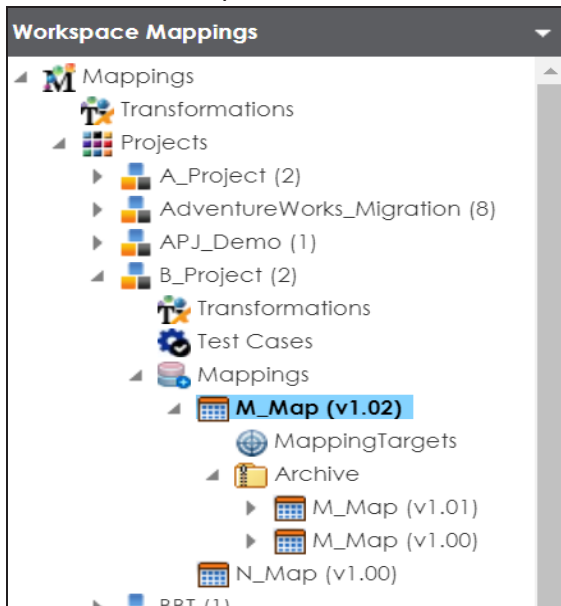 Workspace Mappings
Mappings
Transformations
Projects
A_Project (2)
AdventureWorks_Migration (8)
APJ_Demo (1)
B_Project (2)
Transformations
Test Cases
Mappings
M_Map (v1.02)
MappingTargets
Archive
M_Map (v1.01)
M_Map (v1.00)
N_Map (v1.00)